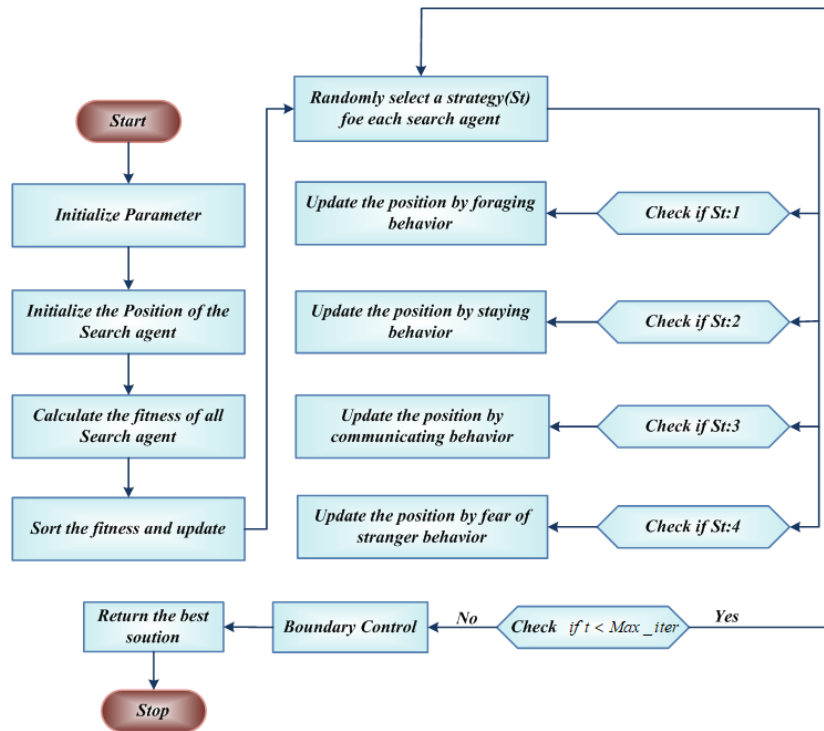 Start
Initialize Parameter
Initialize the Position of the
Search agent
Calculate the fitness of all
Search agent
Sort the fitness and update
Randomly select a strategy(St)
foe each search agent
Update the position by foraging
behavior
Check if St:1
Update the position by staying
behavior
Check if St:2
Update the position by
communicating behavior
Check if St:3
Update the position by fear of
stranger behavior
Check if St:4
Check if t < Max_iter
Yes
No
Boundary Control
Return the best
soution
Stop